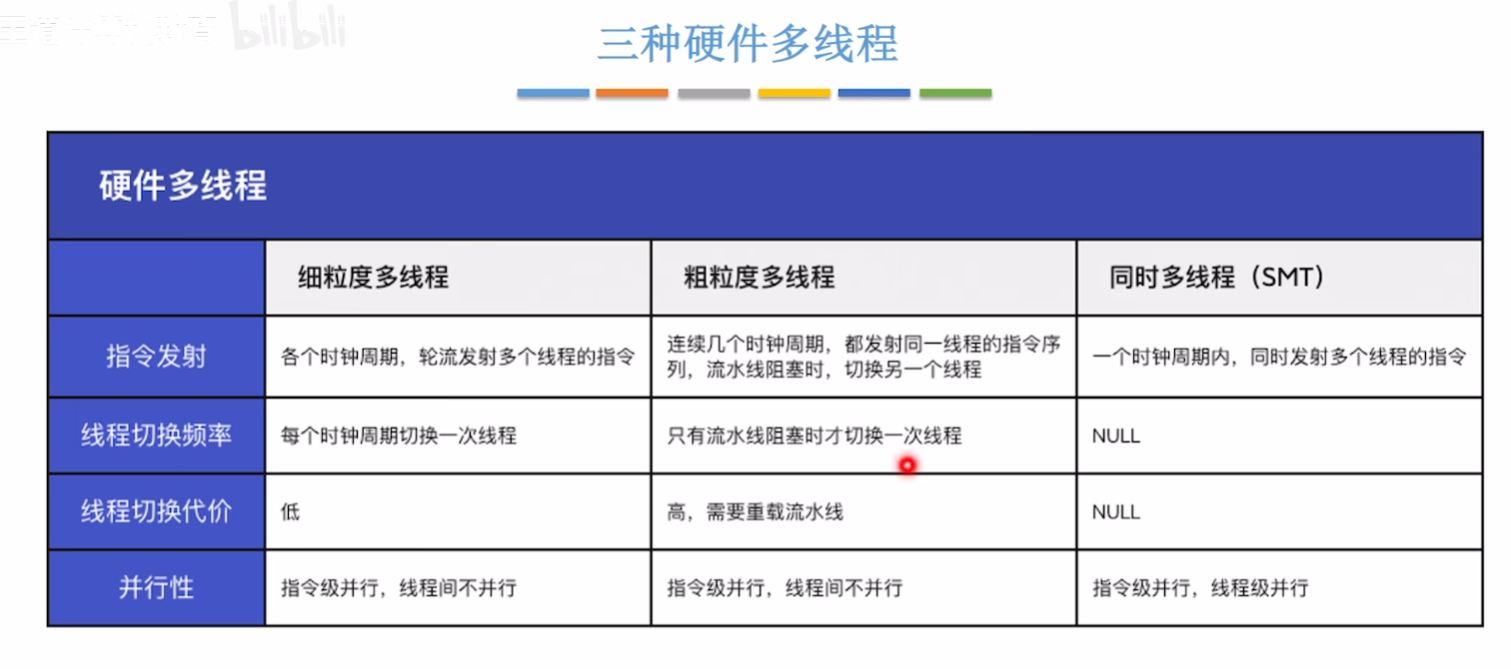 bilibili
三种硬件多线程
硬件多线程
细粒度多线程 粗粒度多线程 同时多线程（SMT）
指令发射 各个时钟周期，轮流发射多个线程的指令 连续几个时钟周期，都发射同一线程的指令序
列，流水线阻塞时，切换另一个线程 一个时钟周期内，同时发射多个线程的指令
线程切换频率 每个时钟周期切换一次线程 只有流水线阻塞时才切换一次线程 NULL
线程切换代价 低 高，需要重载流水线 NULL
并行性 指令级并行，线程间不并行 指令级并行，线程间不并行 指令级并行，线程级并行